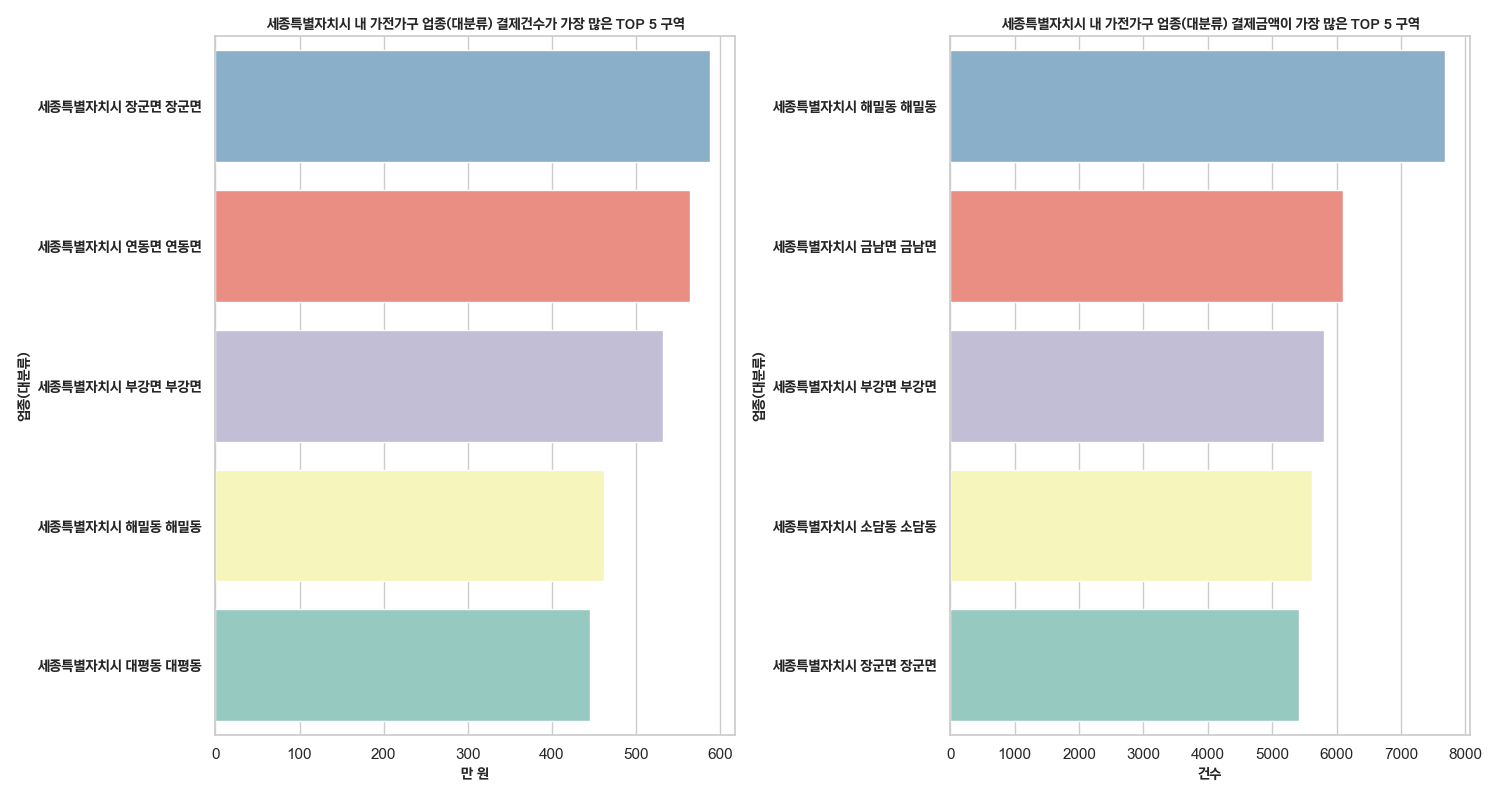 세종특별자치시 내 가전가구 업종(대분류) 결제건수가 가장 많은 TOP 5 구역
업종(대분류)
세종특별자치시 장군면 장군면
세종특별자치시 연동면 연동면
세종특별자치시 부강면 부강면
세종특별자치시 해밀동 해밀동
세종특별자치시 대평동 대평동
0 100 200 300 400 500 600
만 원
세종특별자치시 내 가전가구 업종(대분류) 결제금액이 가장 많은 TOP 5 구역
업종(대분류)
세종특별자치시 해밀동 해밀동
세종특별자치시 금남면 금남면
세종특별자치시 부강면 부강면
세종특별자치시 소담동 소담동
세종특별자치시 장군면 장군면
0 1000 2000 3000 4000 5000 6000 7000 8000
건수